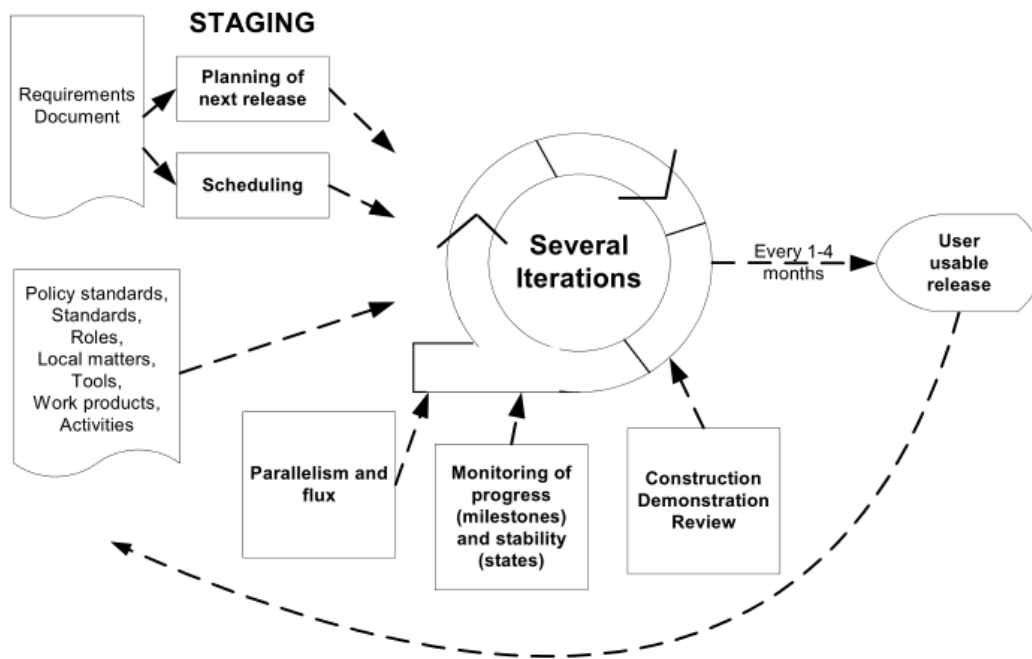 STAGING
Requirements
Document
Planning of
next release
Scheduling
Policy standards,
Standards,
Roles,
Local matters,
Tools,
Work products,
Activities
Several
Iterations
Every 1-4
months
User
usable
release
Parallelism and
flux
Monitoring of
progress
(milestones)
and stability
(states)
Construction
Demonstration
Review